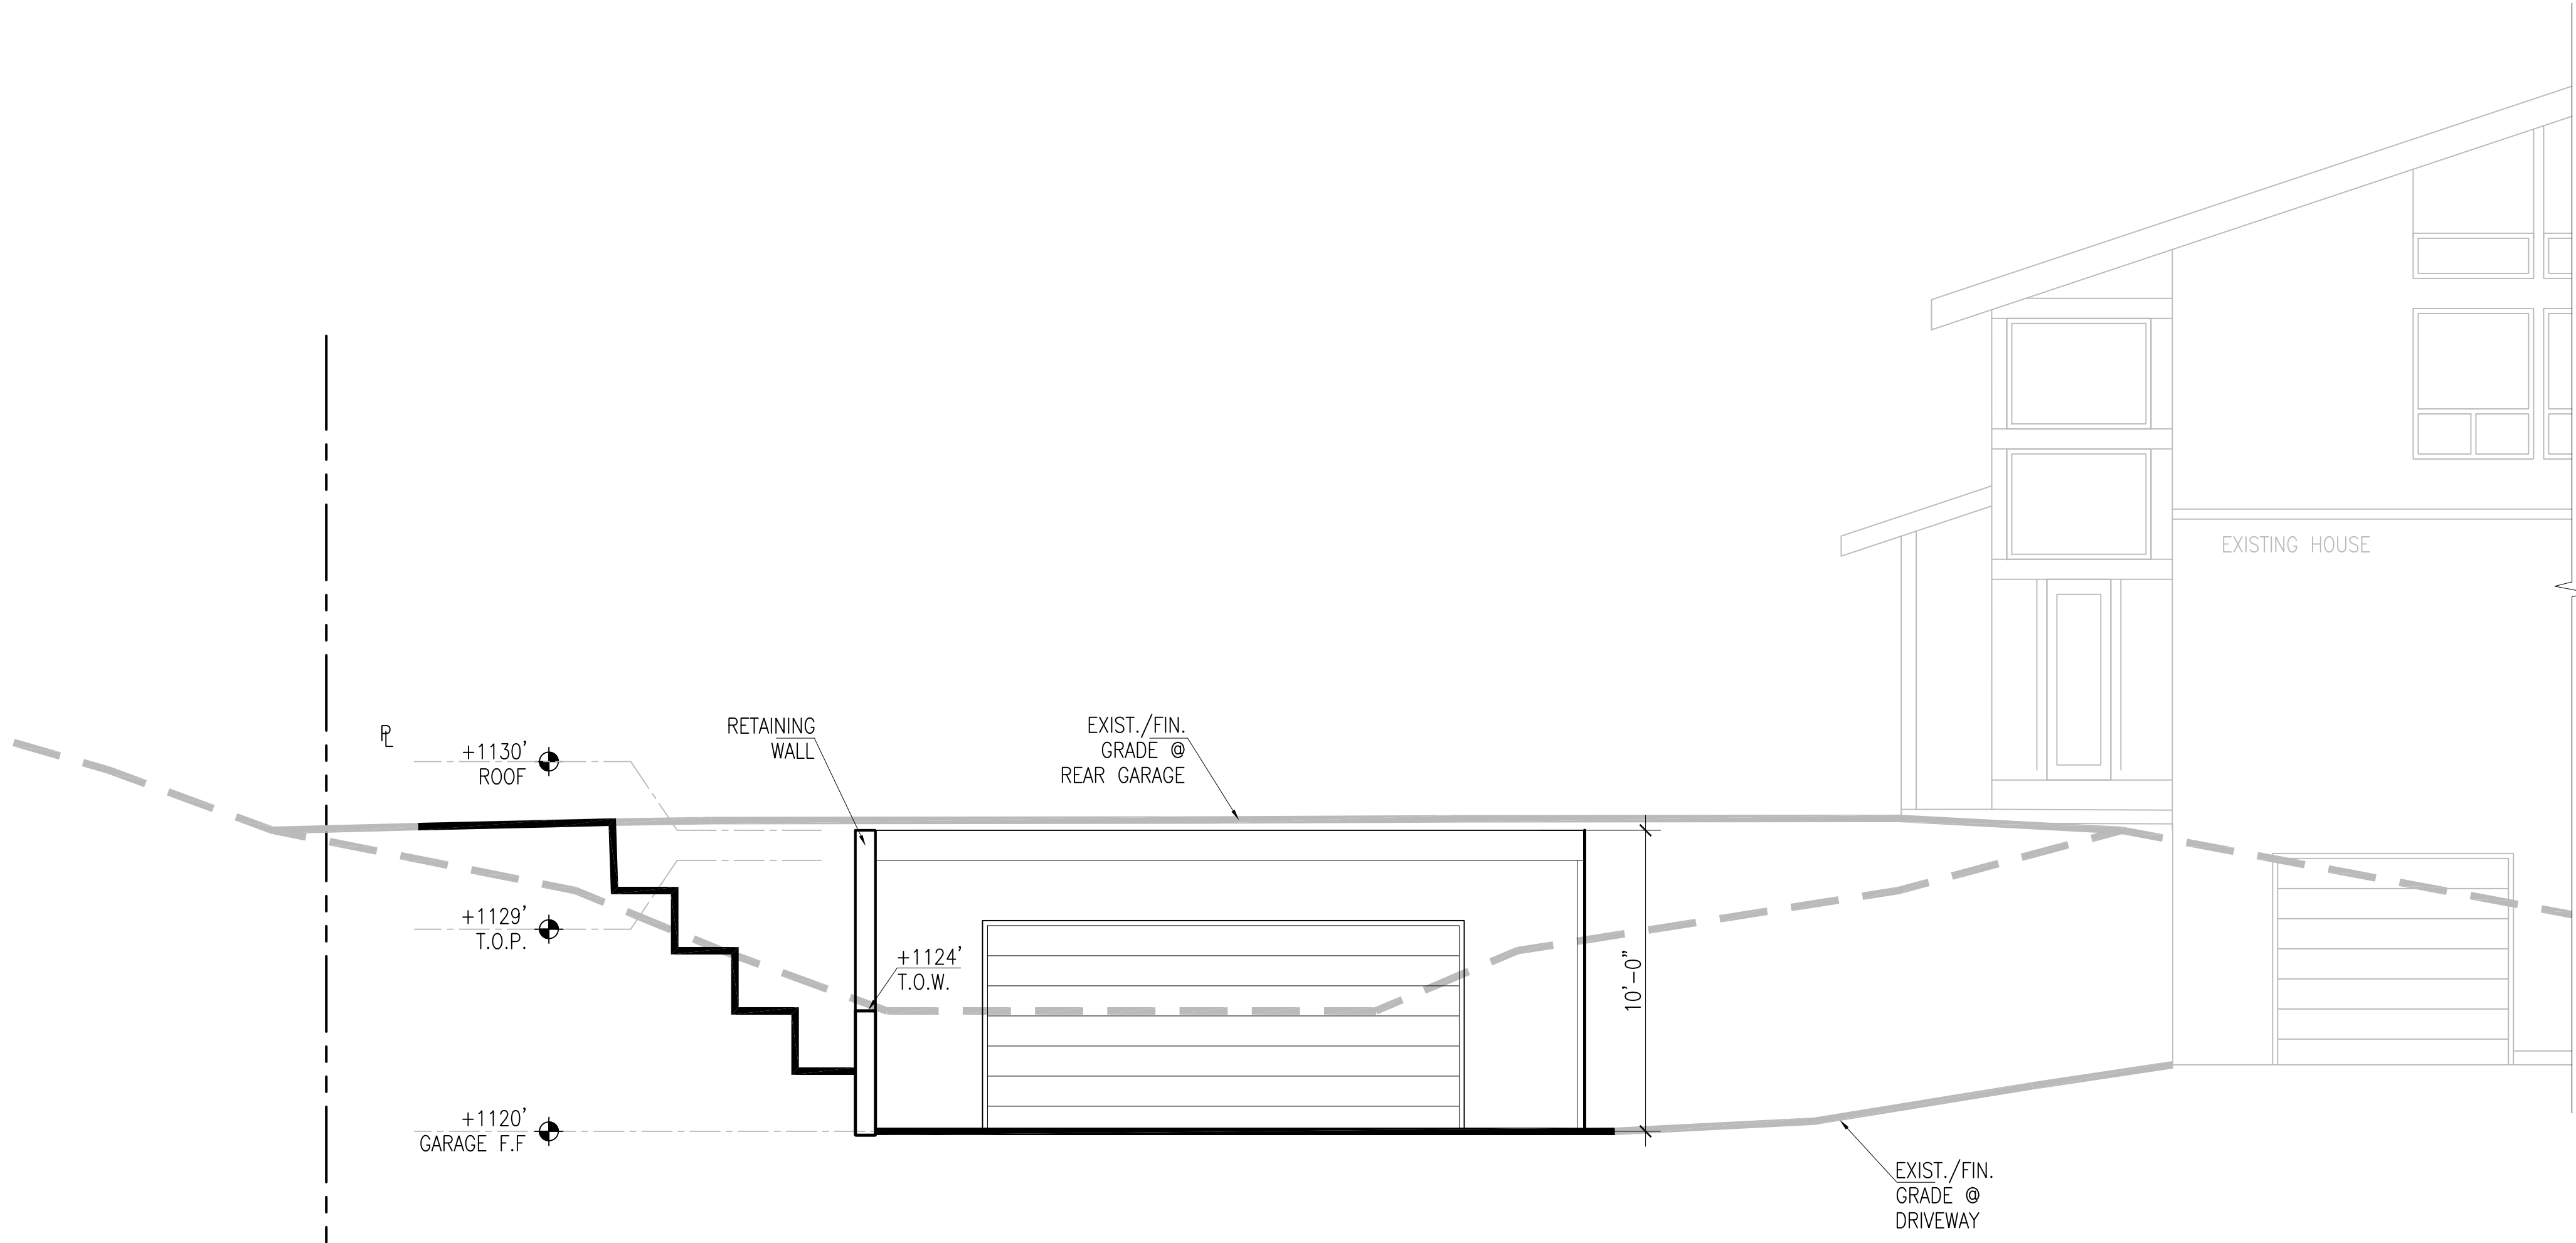 EXISTING HOUSE
PL
+1130'
ROOF
RETAINING
WALL
EXIST./FIN.
GRADE @
REAR GARAGE
+1129'
T.O.P.
+1124'
T.O.W.
10'-0"
+1120'
GARAGE F.F
EXIST./FIN.
GRADE @
DRIVEWAY